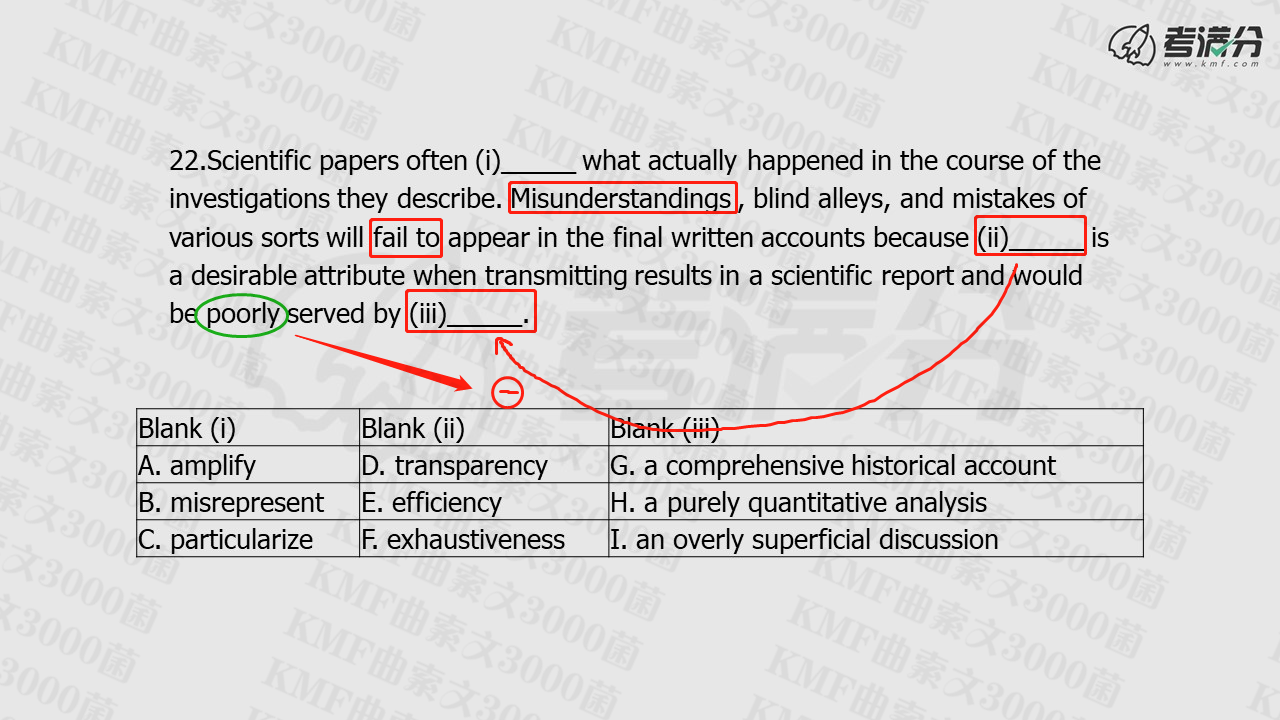 考满分
www.kmf.com
22.Scientific papers often (i)______ what actually happened in the course of the
investigations they describe. Misunderstandings , blind alleys, and mistakes of
various sorts will fail to appear in the final written accounts because (ii)______ is
a desirable attribute when transmitting results in a scientific report and would
be poorly served by (iii)______.
Blank (i) Blank (ii) Blank (iii)
A. amplify D. transparency G. a comprehensive historical account
B. misrepresent E. efficiency H. a purely quantitative analysis
C. particularize F. exhaustiveness I. an overly superficial discussion
KMF曲索文3000菌
考满分